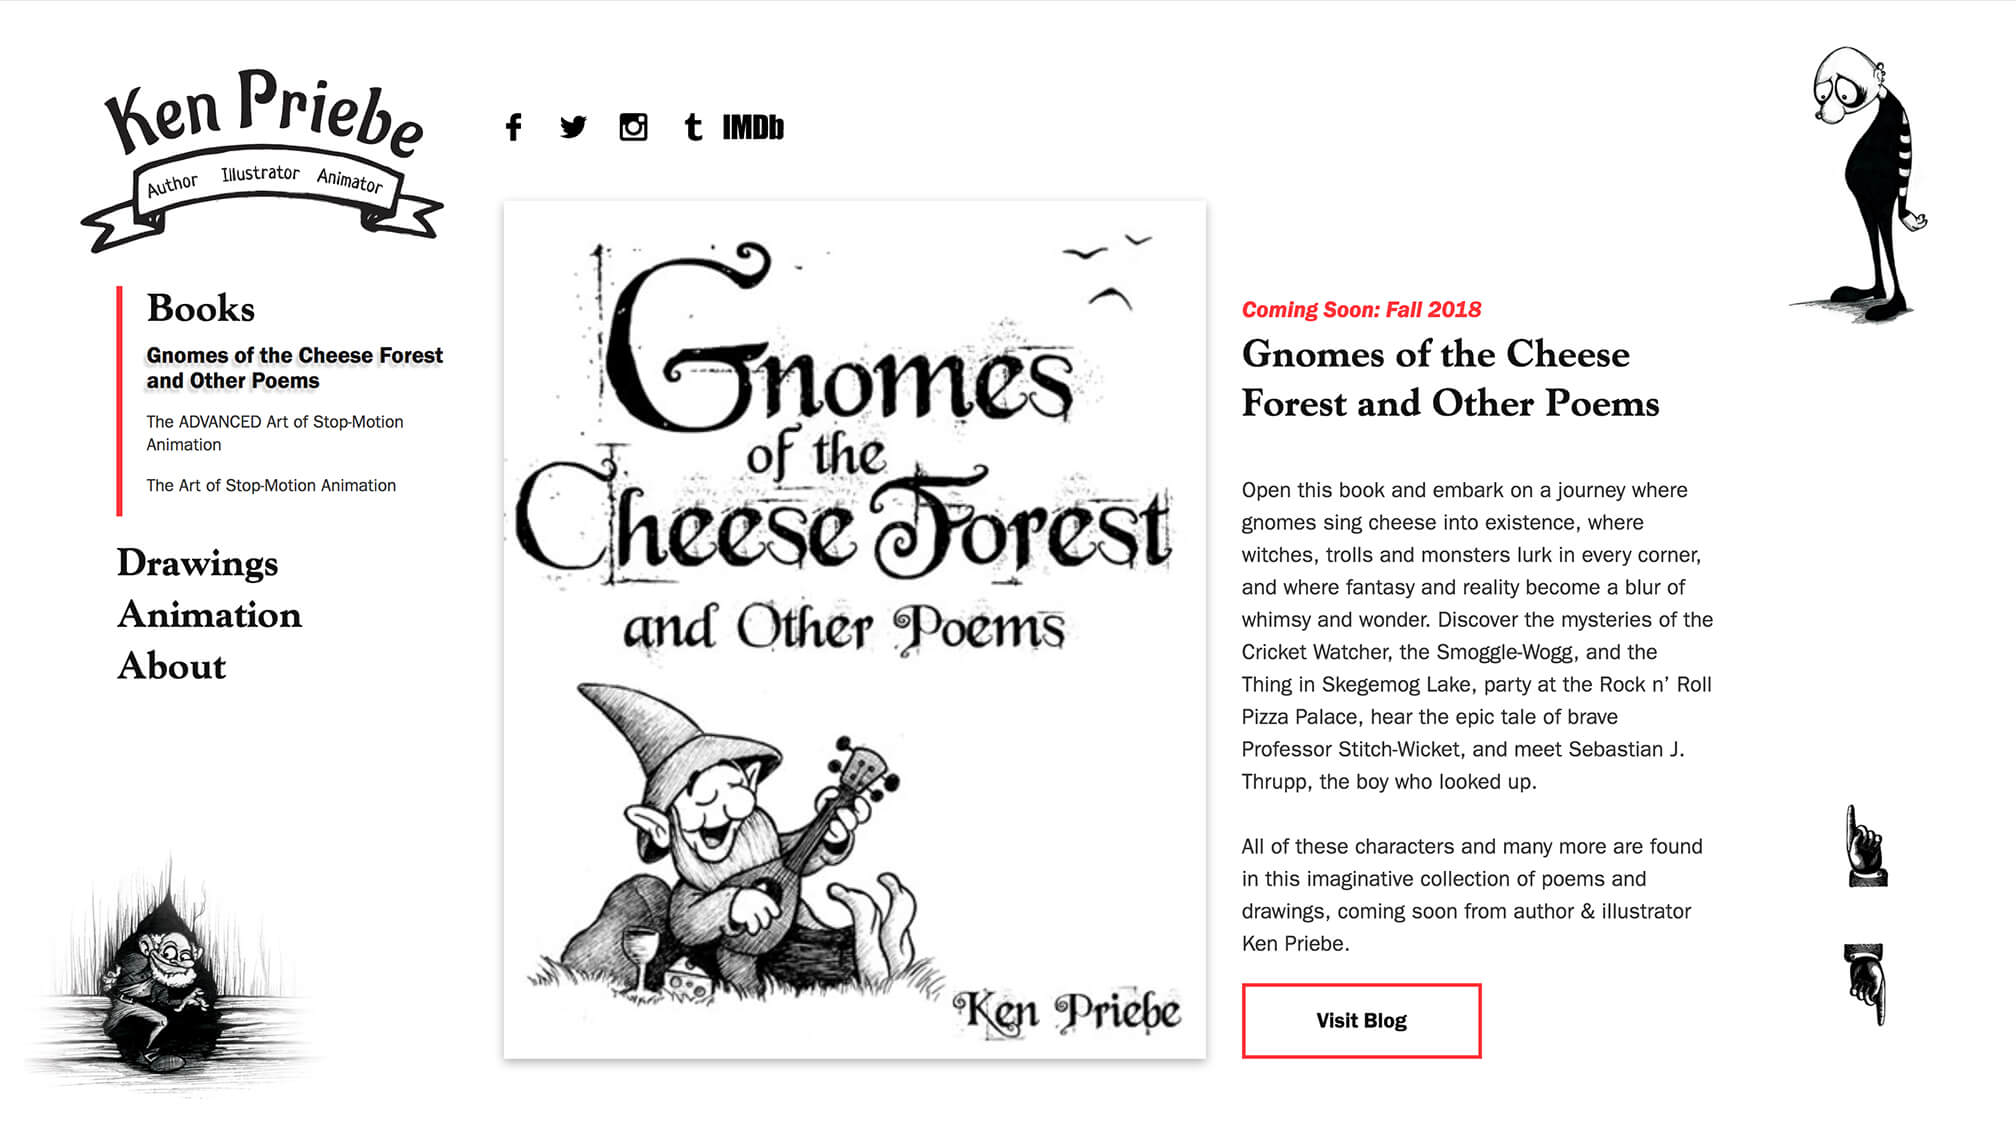 Ken Priebe
Author Illustrator Animator
f t IMDb
Books
Gnomes of the Cheese Forest
and Other Poems
The ADVANCED Art of Stop-Motion
Animation
The Art of Stop-Motion Animation
Drawings
Animation
About
Gnomes
of the
Cheese Forest
and Other Poems
Ken Priebe
Coming Soon: Fall 2018
Gnomes of the Cheese
Forest and Other Poems
Open this book and embark on a journey where
gnomes sing cheese into existence, where
witches, trolls and monsters lurk in every corner,
and where fantasy and reality become a blur of
whimsy and wonder. Discover the mysteries of the
Cricket Watcher, the Smoggle-Wogg, and the
Thing in Skegemog Lake, party at the Rock n’ Roll
Pizza Palace, hear the epic tale of brave
Professor Stitch-Wicket, and meet Sebastian J.
Thrupp, the boy who looked up.
All of these characters and many more are found
in this imaginative collection of poems and
drawings, coming soon from author & illustrator
Ken Priebe.
Visit Blog